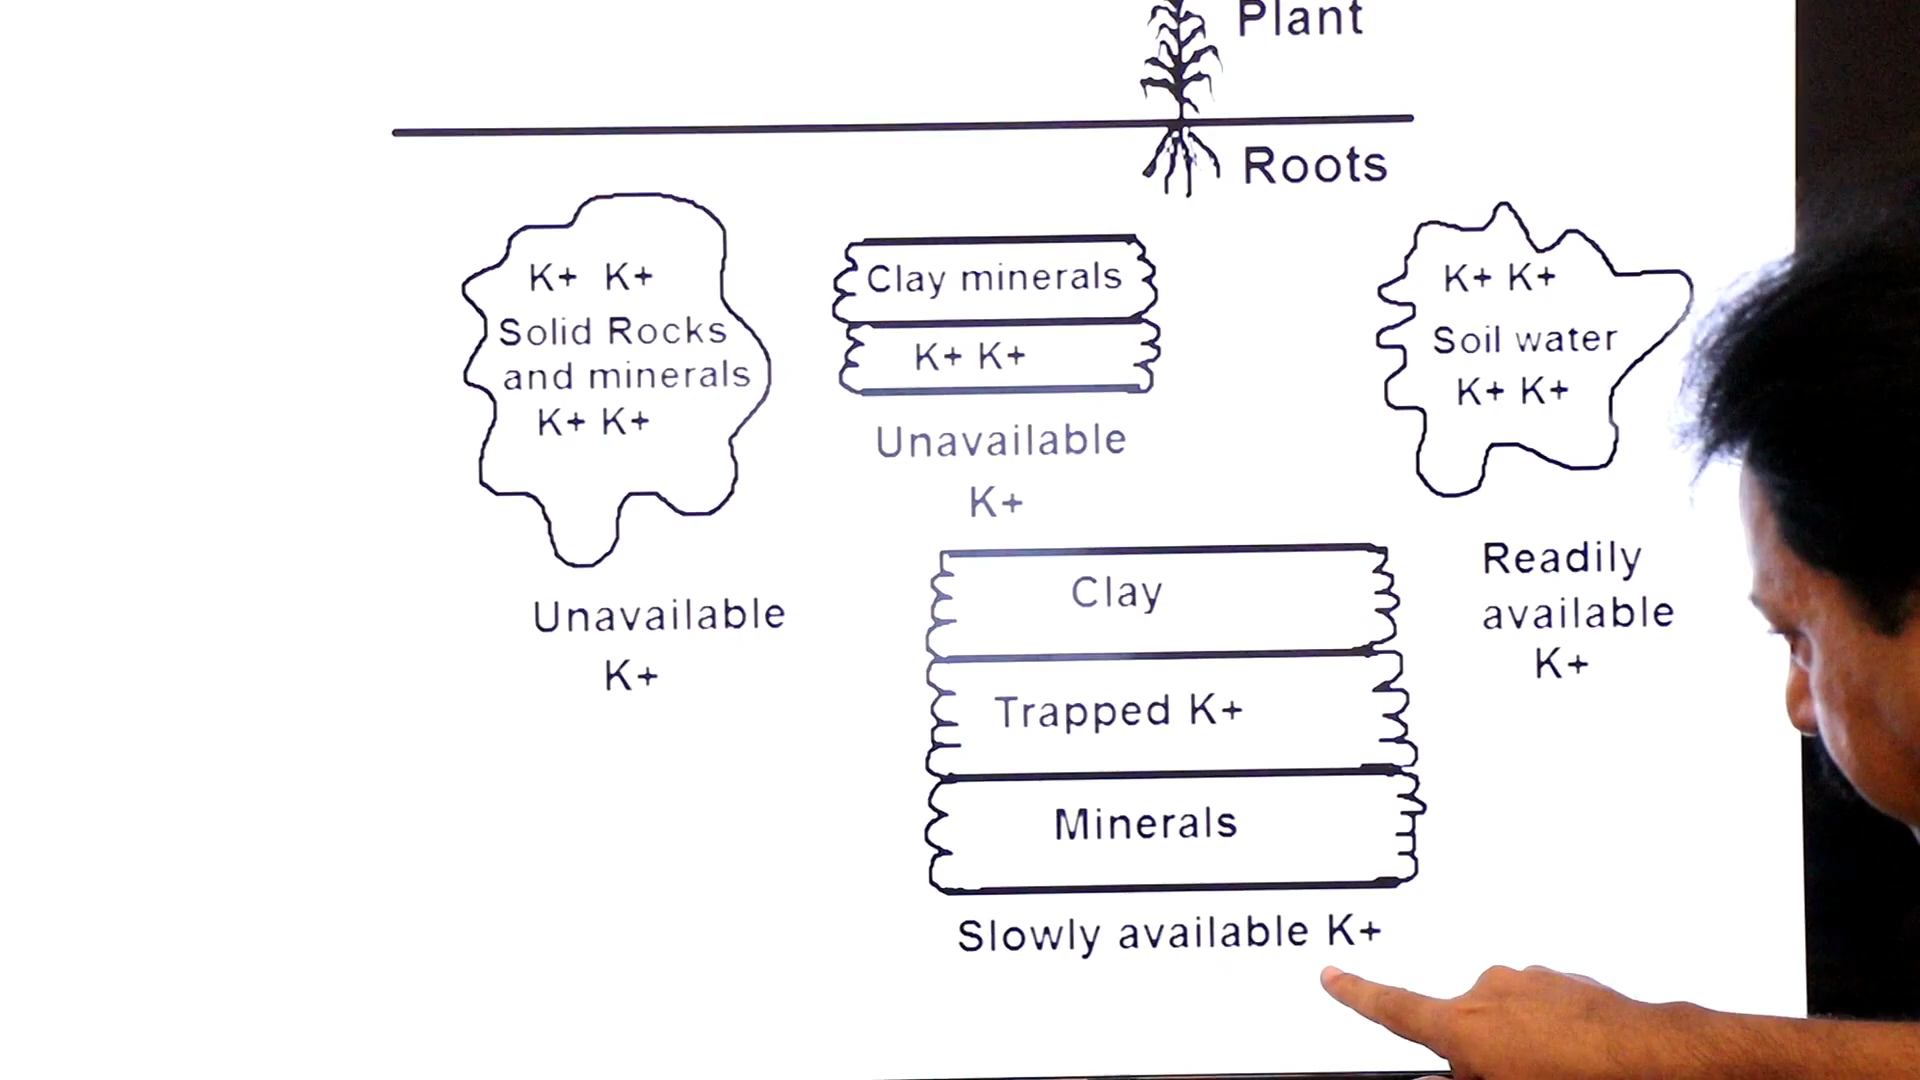 Plant
Roots
K+ K+
Solid Rocks
and minerals
K+ K+
Unavailable
K+
Clay minerals
K+ K+
Unavailable
K+
K+ K+
Soil water
K+ K+
Readily
available
K+
Clay
Trapped K+
Minerals
Slowly available K+